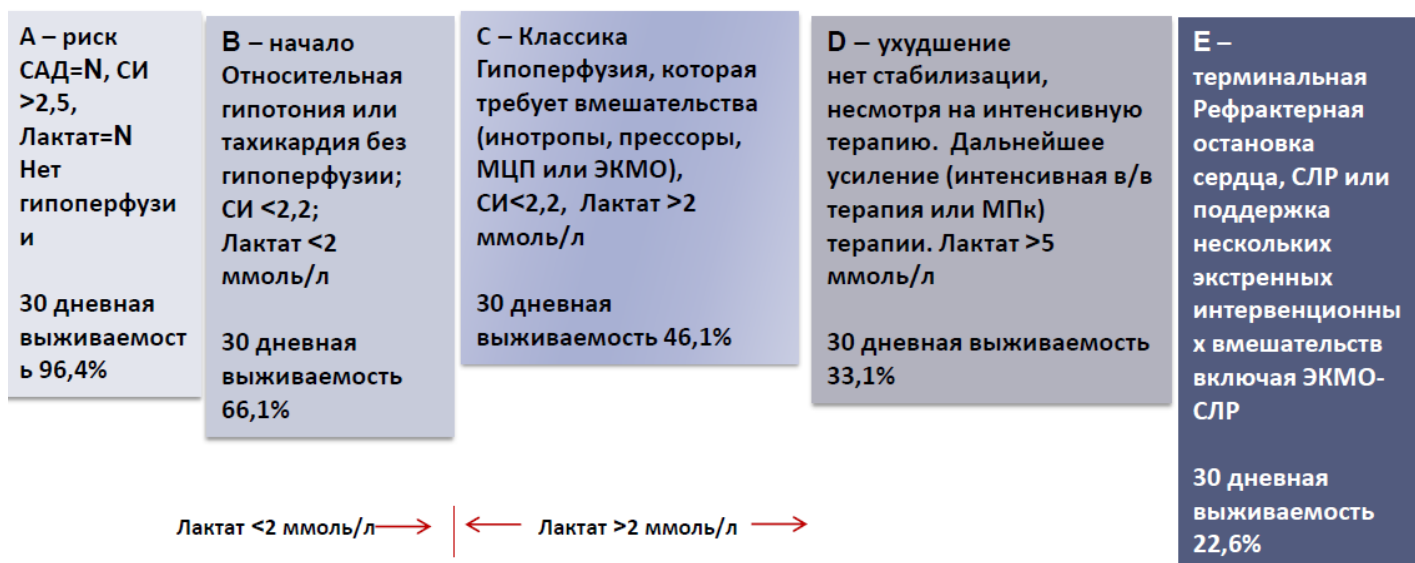 А – риск
САД=N, СИ
>2,5,
Лактат=N
Нет
гипоперфузи
и
30 дневная
выживаемост
ь 96,4%
В – начало
Относительная
гипотония или
тахикардия без
гипоперфузии;
СИ <2,2;
Лактат <2
ммоль/л
30 дневная
выживаемость
66,1%
С – Классика
Гипоперфузия, которая
требует вмешательства
(инотропы, прессоры,
МЦП или ЭКМО),
СИ<2,2, Лактат >2
ммоль/л
30 дневная
выживаемость 46,1%
D – ухудшение
нет стабилизации,
несмотря на интенсивную
терапию. Дальнейшее
усиление (интенсивная в/в
терапия или МПк)
терапии. Лактат >5
ммоль/л
30 дневная выживаемость
33,1%
Е –
терминальная
Рефрактерная
остановка
сердца, СЛР или
поддержка
нескольких
экстренных
интервенционны
х вмешательств
включая ЭКМО-
СЛР
30 дневная
выживаемость
22,6%
Лактат <2 ммоль/л
Лактат >2 ммоль/л